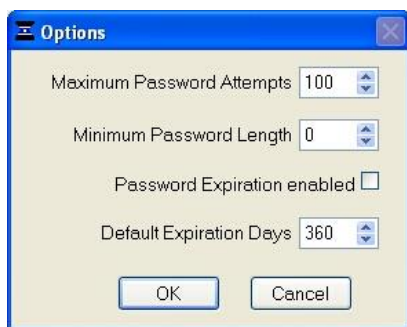 Options
Maximum Password Attempts 100
Minimum Password Length 0
Password Expiration enabled
Default Expiration Days 360
OK Cancel